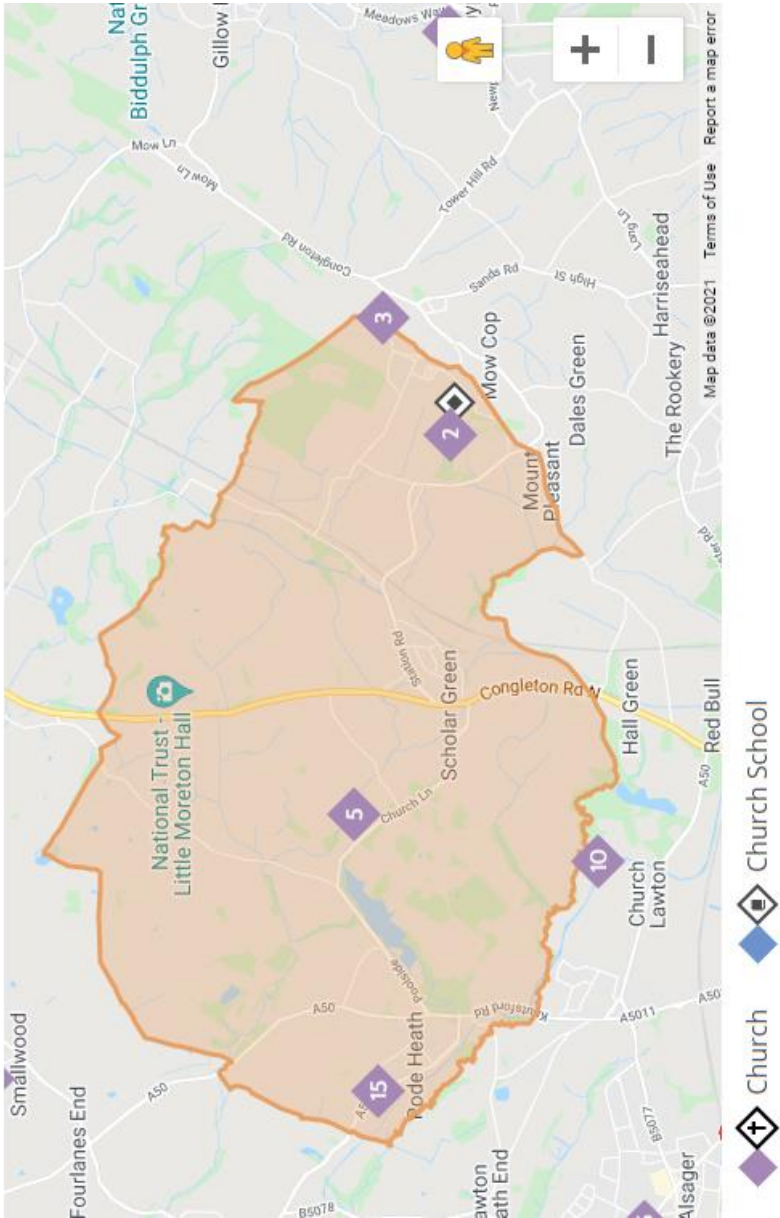 Smallwood
Fourlanes End
A50
B5078
National Trust -
Little Moreton Hall
Mow Ln
Mow Ln
Gillow
Biddulph Gr
Meadows Way
Congleton Rd
Tower Hill Rd
3
Sands Rd
High St
Long Ln
Harriseahead
Mow Cop
2
Dales Green
The Rookery
Mount
Pleasant
Station Rd
Scholar Green
Congleton Rd N
5
Church Ln
Hall Green
Red Bull
A50
10
Church
Lawton
A50
Poolside
Rode Heath
15
Knutsford Rd
A5011
B5077
Alsager
Map data ©2021 Terms of Use Report a map error
Church
Church School